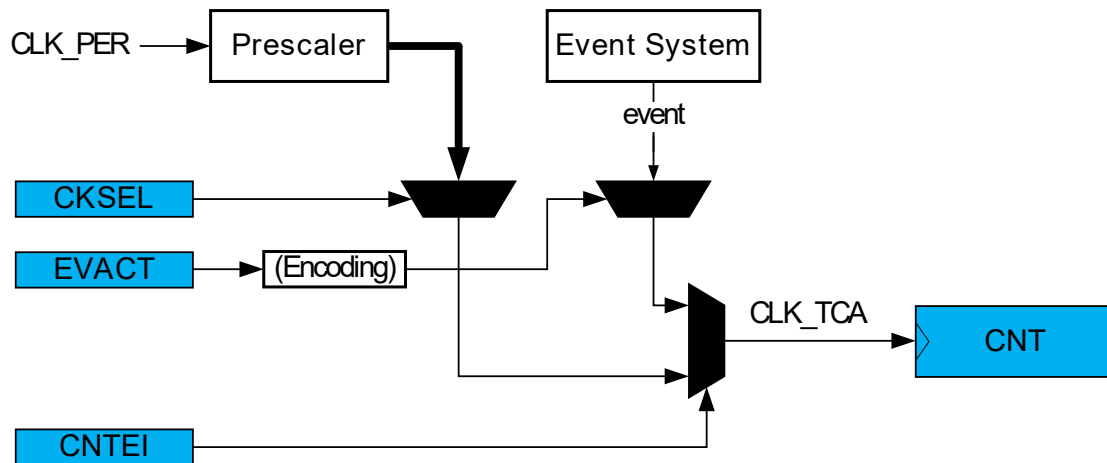 CLK_PER
Prescaler
Event System
event
CKSEL
EVACT
(Encoding)
CLK_TCA
CNT
CNTEI